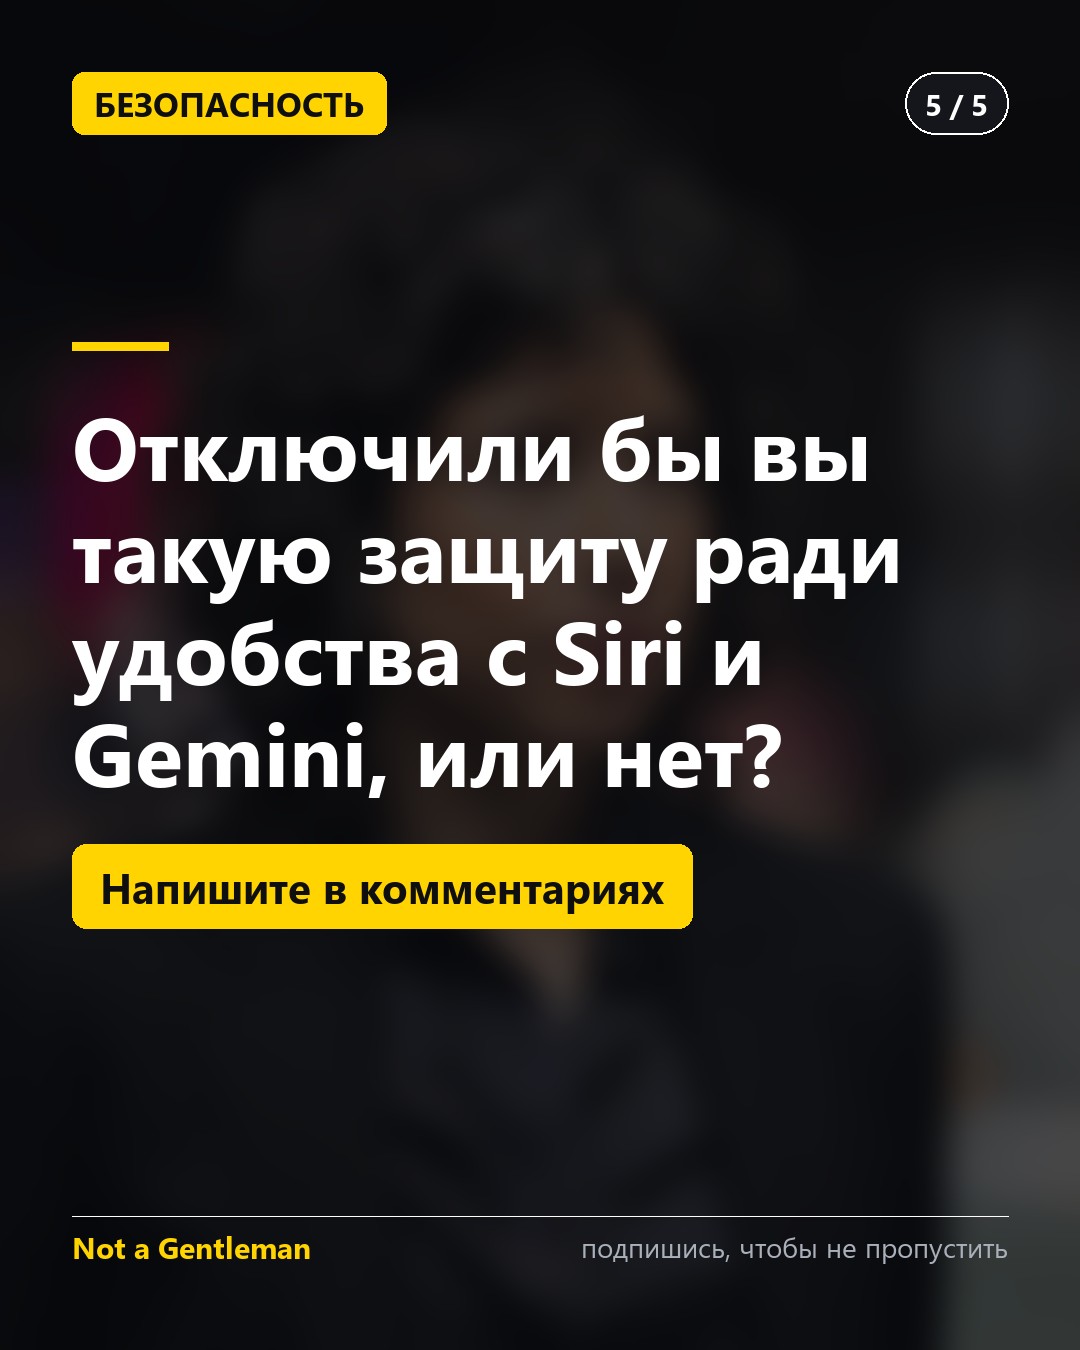 БЕЗОПАСНОСТЬ
5 / 5
Отключили бы вы
такую защиту ради
удобства с Siri и
Gemini, или нет?
Напишите в комментариях
Not a Gentleman
подпишись, чтобы не пропустить